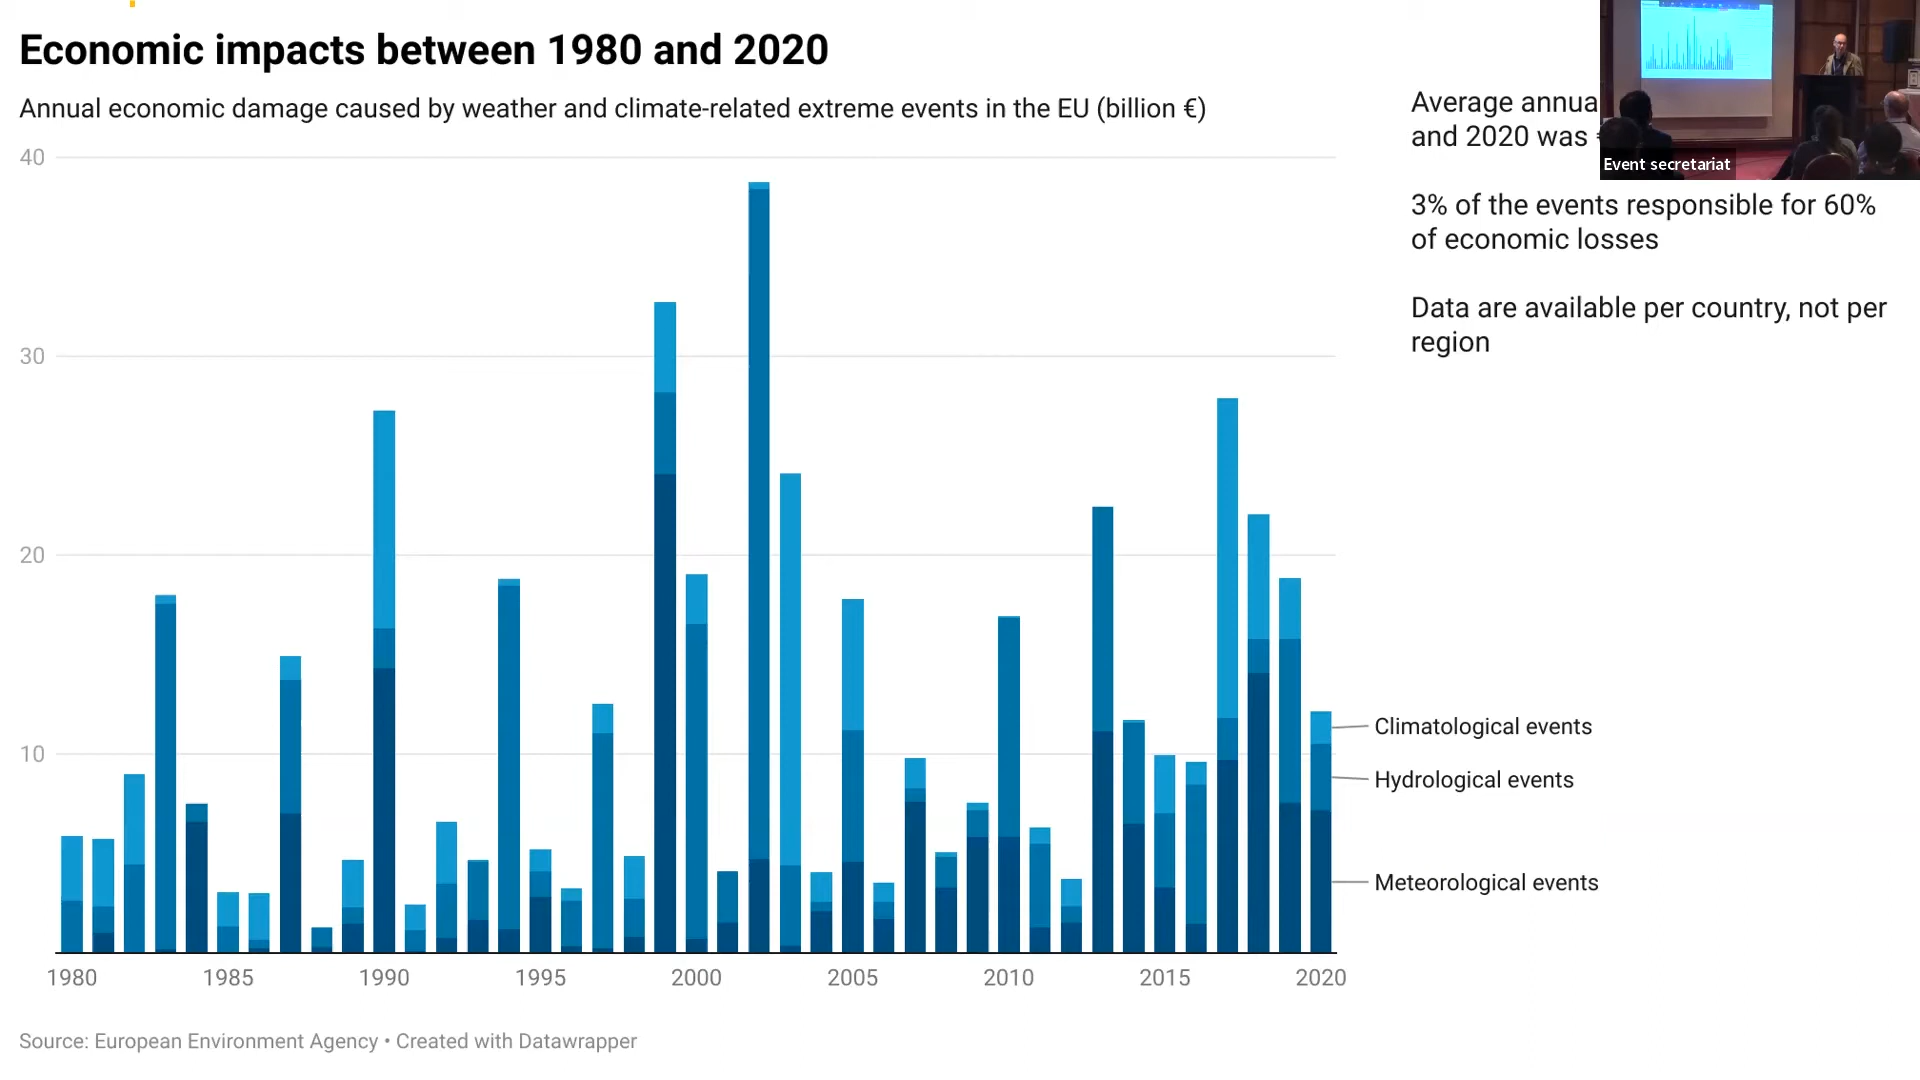 Economic impacts between 1980 and 2020
Annual economic damage caused by weather and climate-related extreme events in the EU (billion €)
40
30
20
10
1980
1985
1990
1995
2000
2005
2010
2015
2020
Climatological events
Hydrological events
Meteorological events
Source: European Environment Agency • Created with Datawrapper
Average annua
and 2020 was
3% of the events responsible for 60%
of economic losses
Data are available per country, not per
region
Event secretariat